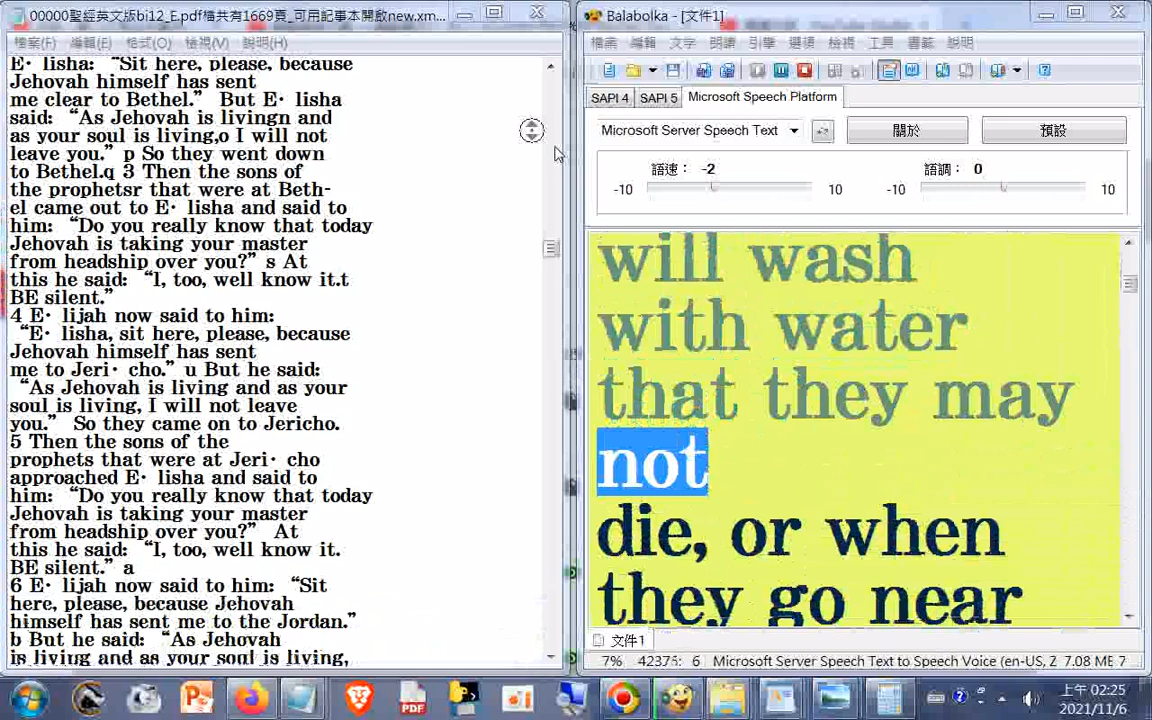 00000聖經英文版bi12_E.pdf檔共有1669頁_可用記事本開啟new.xm...
檔案(F) 編輯(E) 格式(O) 檢視(V) 說明(H)
E· lisha: “Sit here, please, because
Jehovah himself has sent
me clear to Bethel.” But E· lisha
said: “As Jehovah is livingn and
as your soul is living,o I will not
leave you.” p So they went down
to Bethel.q 3 Then the sons of
the prophetsr that were at Beth-
el came out to E· lisha and said to
him: “Do you really know that today
Jehovah is taking your master
from headship over you?” s At
this he said: “I, too, well know it.t
BE silent.”
4 E· lijah now said to him:
“E· lisha, sit here, please, because
Jehovah himself has sent
me to Jeri· cho.” u But he said:
“As Jehovah is living and as your
soul is living, I will not leave
you.” So they came on to Jericho.
5 Then the sons of the
prophets that were at Jeri· cho
approached E· lisha and said to
him: “Do you really know that today
Jehovah is taking your master
from headship over you?” At
this he said: “I, too, well know it.
BE silent.” a
6 E· lijah now said to him: “Sit
here, please, because Jehovah
himself has sent me to the Jordan.”
b But he said: “As Jehovah
is living and as your soul is living,
Balabolka - [文件1]
檔案 編輯 文字 朗讀 引擎 選項 檢視 工具 書籤 說明
SAPI 4 SAPI 5 Microsoft Speech Platform
Microsoft Server Speech Text 關於 預設
語速: -2 語調: 0
-10 10 -10 10
will wash
with water
that they may
not
die, or when
they go near
文件1
7% 42375: 6 Microsoft Server Speech Text to Speech Voice (en-US, 2 7.08 ME 7
PDF
上午 02:25
2021/11/6